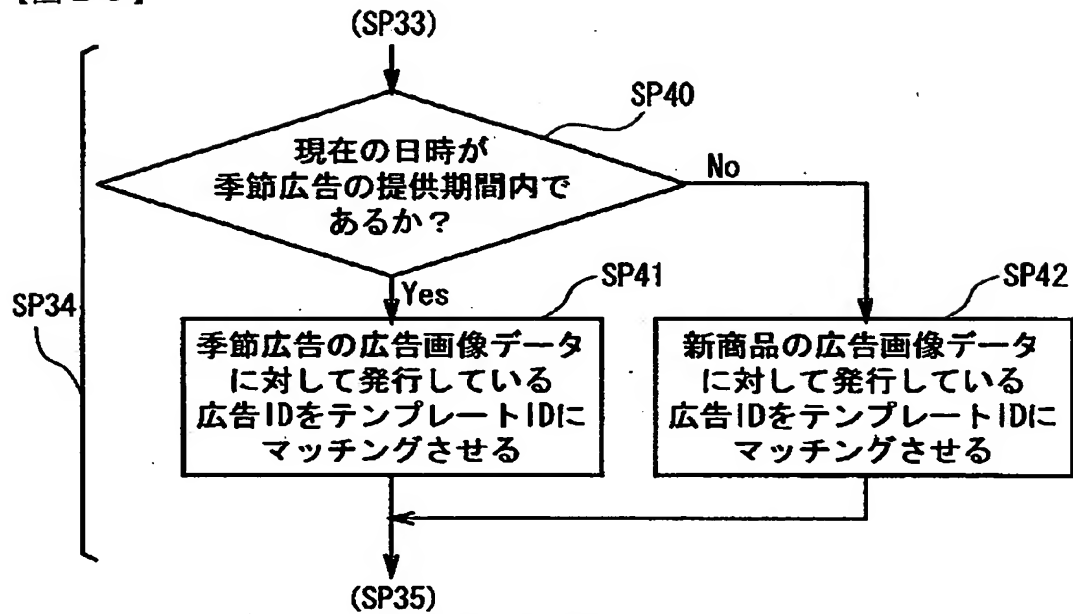 (SP33)
SP40
現在の日時が
季節広告の提供期間内で
あるか？
No
Yes
SP41
SP42
SP34
季節広告の広告画像データ
に対して発行している
広告IDをテンプレートIDに
マッチングさせる
新商品の広告画像データ
に対して発行している
広告IDをテンプレートIDに
マッチングさせる
(SP35)